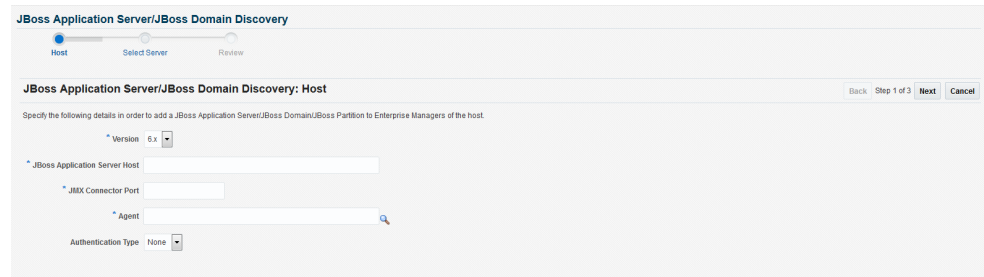 JBoss Application Server/JBoss Domain Discovery
Host Select Server Review
JBoss Application Server/JBoss Domain Discovery: Host
Back Step 1 of 3 Next Cancel
Specify the following details in order to add a JBoss Application Server/JBoss Domain/JBoss Partition to Enterprise Managers of the host.
* Version 6.x
* JBoss Application Server Host
* JMX Connector Port
* Agent
Authentication Type None